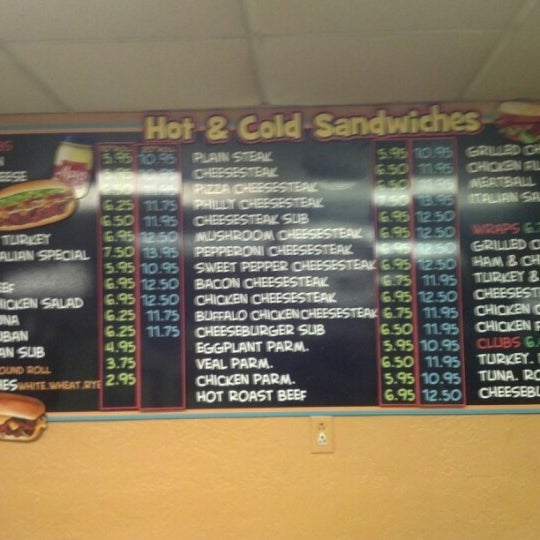 Hot & Cold Sandwiches
5.95 10.95 PLAIN STEAK 5.95 10.95 GRILLED
CHEESESTEAK 6.50 CHICKEN
PIZZA CHEESESTEAK MEATBALL
6.25 11.75 PHILLY CHEESESTEAK 7.50 13.95 ITALIAN
6.50 11.95 CHEESESTEAK SUB 6.95 12.50
TURKEY 6.95 12.50 MUSHROOM CHEESESTEAK 6.95 12.50 WRAPS
ALIAN SPECIAL 7.50 13.95 PEPPERONI CHEESESTEAK 6.95 12.50 GRILLED
5.95 10.95 SWEET PEPPER CHEESESTEAK 6.95 12.50 HAM &
6.95 12.50 BACON CHEESESTEAK 6.75 11.95 TURKEY &
HICKEN SALAD 6.95 12.50 CHICKEN CHEESESTEAK 6.95 12.50 CHEESEST
UNA 6.25 11.75 BUFFALO CHICKEN CHEESESTEAK 6.75 CHICKEN
UBAN 6.25 11.75 CHEESEBURGER SUB 6.50 11.95 CHICKEN
AN SUB 4.95 EGGPLANT PARM. 5.95 10.95 CLUBS
OUND ROLL 3.75 VEAL PARM. 6.50 11.95 TURKEY.
WHITE.WHEAT.RYE 2.95 CHICKEN PARM. 5.95 10.95 TUNA.
HOT ROAST BEEF 6.95 12.50 CHEESEBU